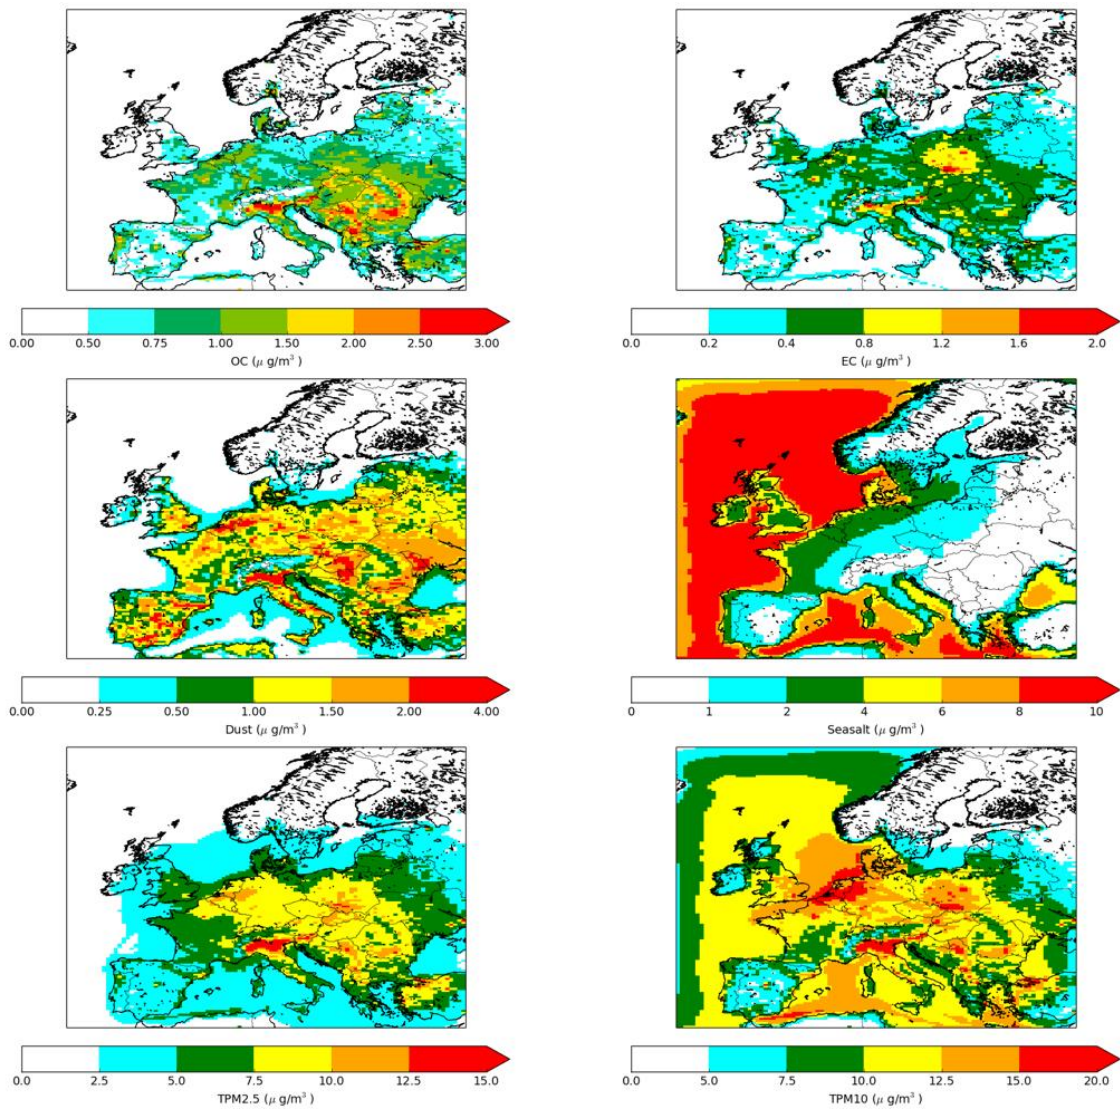 0.00 0.50 0.75 1.00 1.50 2.00 2.50 3.00
OC (μ g/m³ )
0.0 0.2 0.4 0.8 1.2 1.6 2.0
EC (μ g/m³ )
0.00 0.25 0.50 1.00 1.50 2.00 4.00
Dust (μ g/m³ )
0 1 2 4 6 8 10
Seasalt (μ g/m³ )
0.0 2.5 5.0 7.5 10.0 12.5 15.0
TPM2.5 (μ g/m³ )
0.0 5.0 7.5 10.0 12.5 15.0 20.0
TPM10 (μ g/m³ )